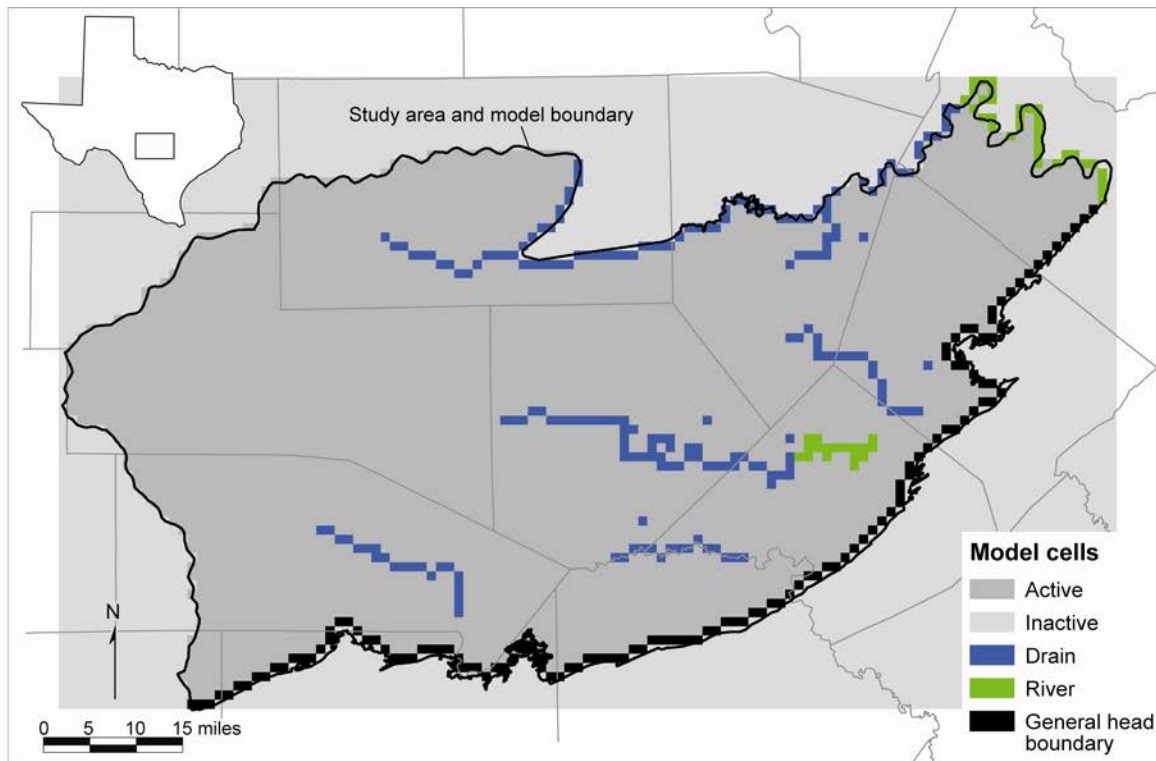 Study area and model boundary
N
0 5 10 15 miles
Model cells
Active
Inactive
Drain
River
General head
boundary